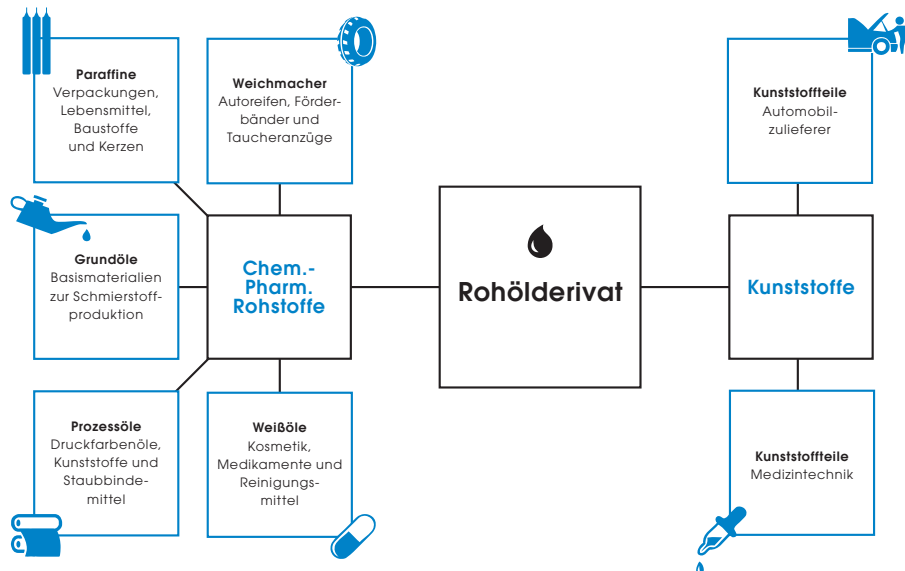 Paraffine
Verpackungen,
Lebensmittel,
Baustoffe
und Kerzen
Weichmacher
Autoreifen, Förder-
bänder und
Taucheranzüge
Kunststoffteile
Automobil-
zulieferer
Grundöle
Basismaterialien
zur Schmierstoff-
produktion
Chem.-
Pharm.
Rohstoffe
Rohölderivat
Kunststoffe
Prozessöle
Druckfarbenöle,
Kunststoffe und
Staubbinde-
mittel
Weißöle
Kosmetik,
Medikamente und
Reinigungs-
mittel
Kunststoffteile
Medizintechnik